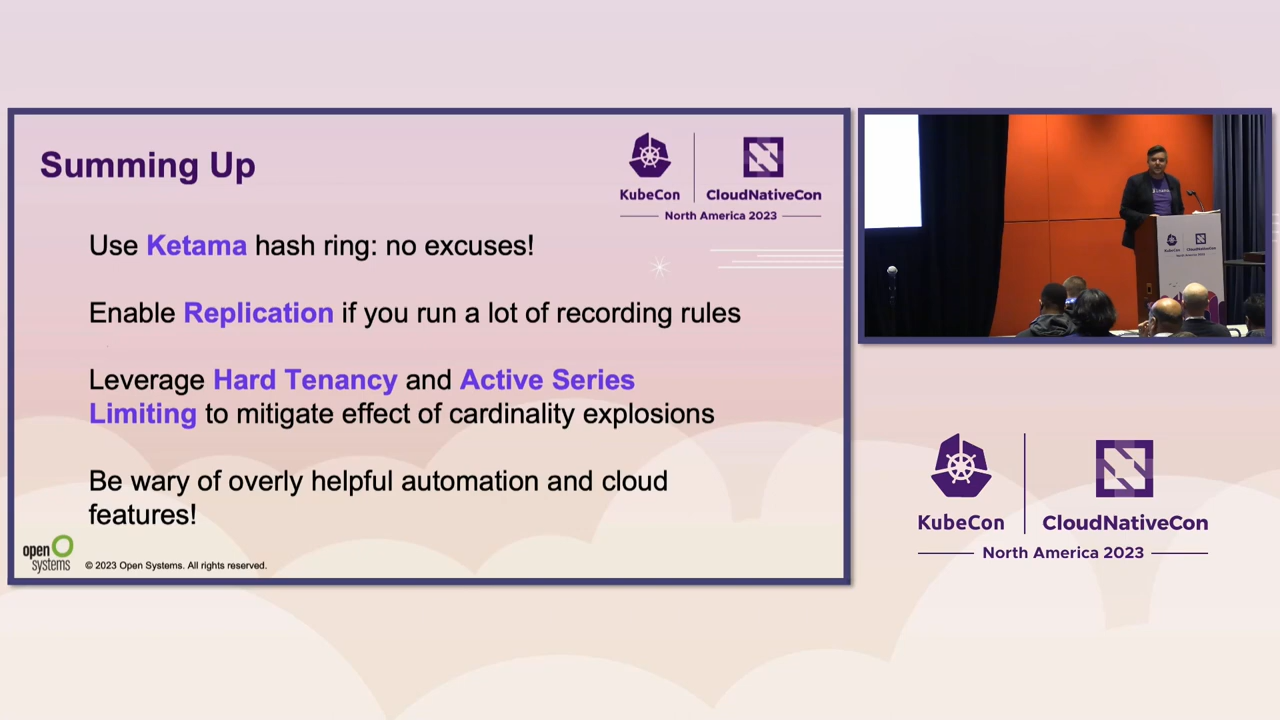 Summing Up
KubeCon
CloudNativeCon
North America 2023
Use Ketama hash ring: no excuses!
Enable Replication if you run a lot of recording rules
Leverage Hard Tenancy and Active Series
Limiting to mitigate effect of cardinality explosions
Be wary of overly helpful automation and cloud
features!
open
systems
© 2023 Open Systems. All rights reserved.
KubeCon
CloudNativeCon
North America 2023